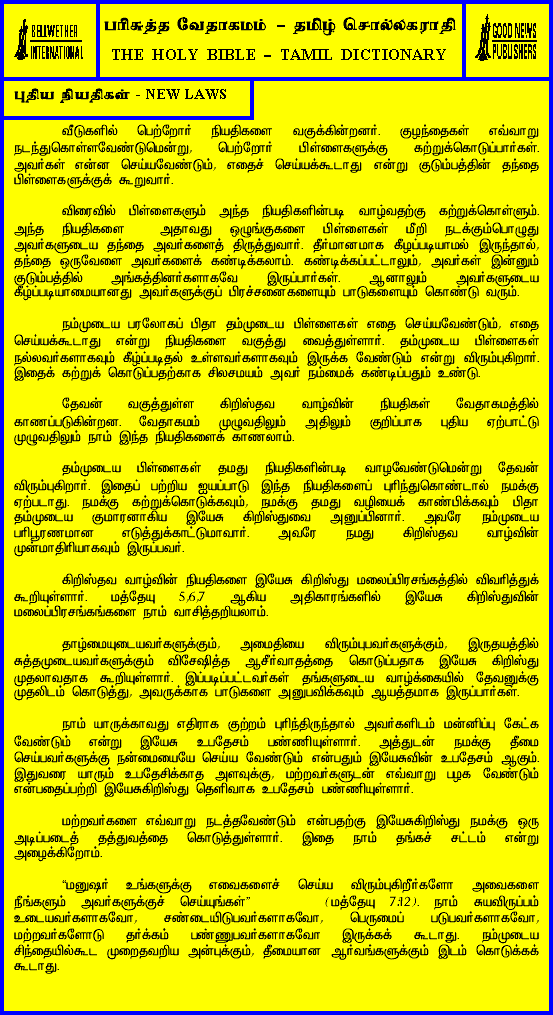 BELLWETHER
INTERNATIONAL
பரிசுத்த வேதாகமம் – தமிழ் சொல்லகராதி
THE HOLY BIBLE – TAMIL DICTIONARY
GOOD NEWS
PUBLISHERS
புதிய நியதிகள் - NEW LAWS
வீடுகளில் பெற்றோர் நியதிகளை வகுக்கின்றனர். குழந்தைகள் எவ்வாறு
நடந்துகொள்ளவேண்டுமென்று, பெற்றோர் பிள்ளைகளுக்கு கற்றுக்கொடுப்பார்கள்.
அவர்கள் என்ன செய்யவேண்டும், எதைச் செய்யக்கூடாது என்று குடும்பத்தின் தந்தை
பிள்ளைகளுக்குக் கூறுவார்.
விரைவில் பிள்ளைகளும் அந்த நியதிகளின்படி வாழ்வதற்கு கற்றுக்கொள்ளும்.
அந்த நியதிகளை அதாவது ஒழுங்குகளை பிள்ளைகள் மீறி நடக்கும்பொழுது
அவர்களுடைய தந்தை அவர்களைத் திருத்துவார். தீர்மானமாக கீழப்படியாமல் இருந்தால்,
தந்தை ஒருவேளை அவர்களைக் கண்டிக்கலாம். கண்டிக்கப்பட்டாலும், அவர்கள் இன்னும்
குடும்பத்தில் அங்கத்தினர்களாகவே இருப்பார்கள். ஆனாலும் அவர்களுடைய
கீழ்ப்படியாமையானது அவர்களுக்குப் பிரச்சனைகளையும் பாடுகளையும் கொண்டு வரும்.
நம்முடைய பரலோகப் பிதா தம்முடைய பிள்ளைகள் எதை செய்யவேண்டும், எதை
செய்யக்கூடாது என்று நியதிகளை வகுத்து வைத்துள்ளார். தம்முடைய பிள்ளைகள்
நல்லவர்களாகவும் கீழ்படிதல் உள்ளவர்களாகவும் இருக்க வேண்டும் என்று விரும்புகிறார்.
இதைக் கற்றுக் கொடுப்பதற்காக சிலசமயம் அவர் நம்மைக் கண்டிப்பதும் உண்டு.
தேவன் வகுத்துள்ள கிறிஸ்தவ வாழ்வின் நியதிகள் வேதாகமத்தில்
காணப்படுகின்றன. வேதாகமம் முழுவதிலும் அதிலும் குறிப்பாக புதிய ஏற்பாட்டு
முழுவதிலும் நாம் இந்த நியதிகளைக் காணலாம்.
தம்முடைய பிள்ளைகள் தமது நியதிகளின்படி வாழவேண்டுமென்று தேவன்
விரும்புகிறார். இதைப் பற்றிய ஐயப்பாடு இந்த நியதிகளைப் புரிந்துகொண்டால் நமக்கு
ஏற்படாது. நமக்கு கற்றுக்கொடுக்கவும், நமக்கு தமது வழியைக் காண்பிக்கவும் பிதா
தம்முடைய குமாரனாகிய இயேசு கிறிஸ்துவை அனுப்பினார். அவரே நம்முடைய
பரிபூரணமான எடுத்துக்காட்டுமாவார். அவரே நமது கிறிஸ்தவ வாழ்வின்
முன்மாதிரியாகவும் இருப்பவர்.
கிறிஸ்தவ வாழ்வின் நியதிகளை இயேசு கிறிஸ்து மலைப்பிரசங்கத்தில் விவரித்துக்
கூறியுள்ளார். மத்தேயு 5,6,7 ஆகிய அதிகாரங்களில் இயேசு கிறிஸ்துவின்
மலைப்பிரசங்கங்களை நாம் வாசித்தறியலாம்.
தாழ்மையுடையவர்களுக்கும், அமைதியை விரும்புபவர்களுக்கும், இருதயத்தில்
சுத்தமுடையவர்களுக்கும் விசேஷித்த ஆசீர்வாதத்தை கொடுப்பதாக இயேசு கிறிஸ்து
முதலாவதாக கூறியுள்ளார். இப்படிப்பட்டவர்கள் தங்களுடைய வாழ்க்கையில் தேவனுக்கு
முதலிடம் கொடுத்து, அவருக்காக பாடுகளை அனுபவிக்கவும் ஆயத்தமாக இருப்பார்கள்.
நாம் யாருக்காவது எதிராக குற்றம் புரிந்திருந்தால் அவர்களிடம் மன்னிப்பு கேட்க
வேண்டும் என்று இயேசு உபதேசம் பண்ணியுள்ளார். அத்துடன் நமக்கு தீமை
செய்பவர்களுக்கு நன்மையையே செய்ய வேண்டும் என்பதும் இயேசுவின் உபதேசம் ஆகும்.
இதுவரை யாரும் உபதேசிக்காத அளவுக்கு, மற்றவர்களுடன் எவ்வாறு பழக வேண்டும்
என்பதைப்பற்றி இயேசுகிறிஸ்து தெளிவாக உபதேசம் பண்ணியுள்ளார்.
மற்றவர்களை எவ்வாறு நடத்தவேண்டும் என்பதற்கு இயேசுகிறிஸ்து நமக்கு ஒரு
அடிப்படைத் தத்துவத்தை கொடுத்துள்ளார். இதை நாம் தங்கச் சட்டம் என்று
அழைக்கிறோம்.
“மனுஷர் உங்களுக்கு எவைகளைச் செய்ய விரும்புகிறீர்களோ அவைகளை
நீங்களும் அவர்களுக்குச் செய்யுங்கள்” (மத்தேயு 7:12). நாம் சுயவிருப்பம்
உடையவர்களாகவோ, சண்டையிடுபவர்களாகவோ, பெருமைப் படுபவர்களாகவோ,
மற்றவர்களோடு தர்க்கம் பண்ணுபவர்களாகவோ இருக்கக் கூடாது. நம்முடைய
சிந்தையில்கூட முறைதவறிய அன்புக்கும், தீமையான ஆர்வங்களுக்கும் இடம் கொடுக்கக்
கூடாது.